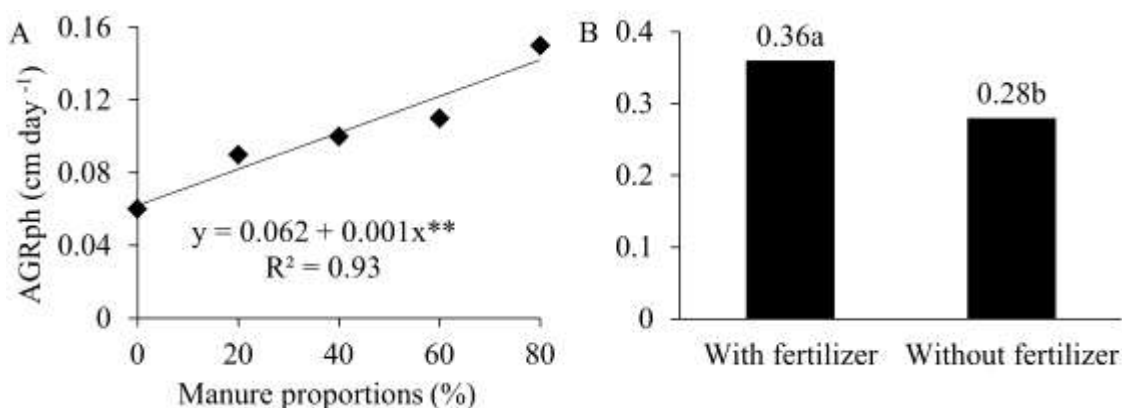 A
AGRph (cm day -1)
0.16
0.12
0.08
0.04
0
y = 0.062 + 0.001x**
R² = 0.93
0 20 40 60 80
Manure proportions (%)
B
0.4
0.3
0.2
0.1
0
0.36a
0.28b
With fertilizer Without fertilizer